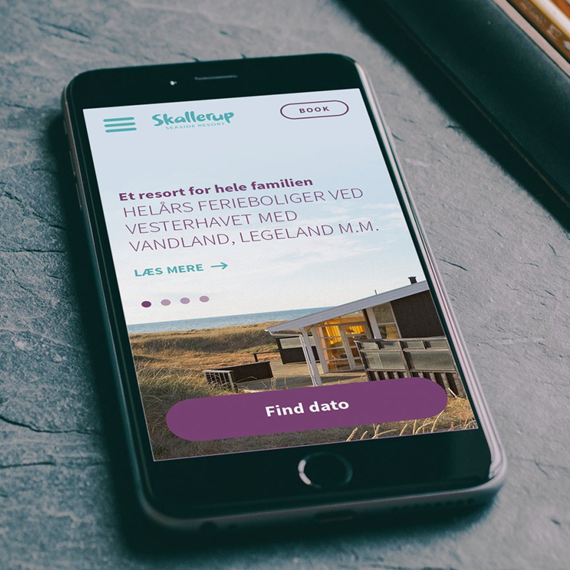 Skallerup
SEASIDE RESORT
BOOK
Et resort for hele familien
HELÅRS FERIEBOLIGER VED
VESTERHAVET MED
VANDLAND, LEGELAND M.M.
LÆS MERE →
Find dato